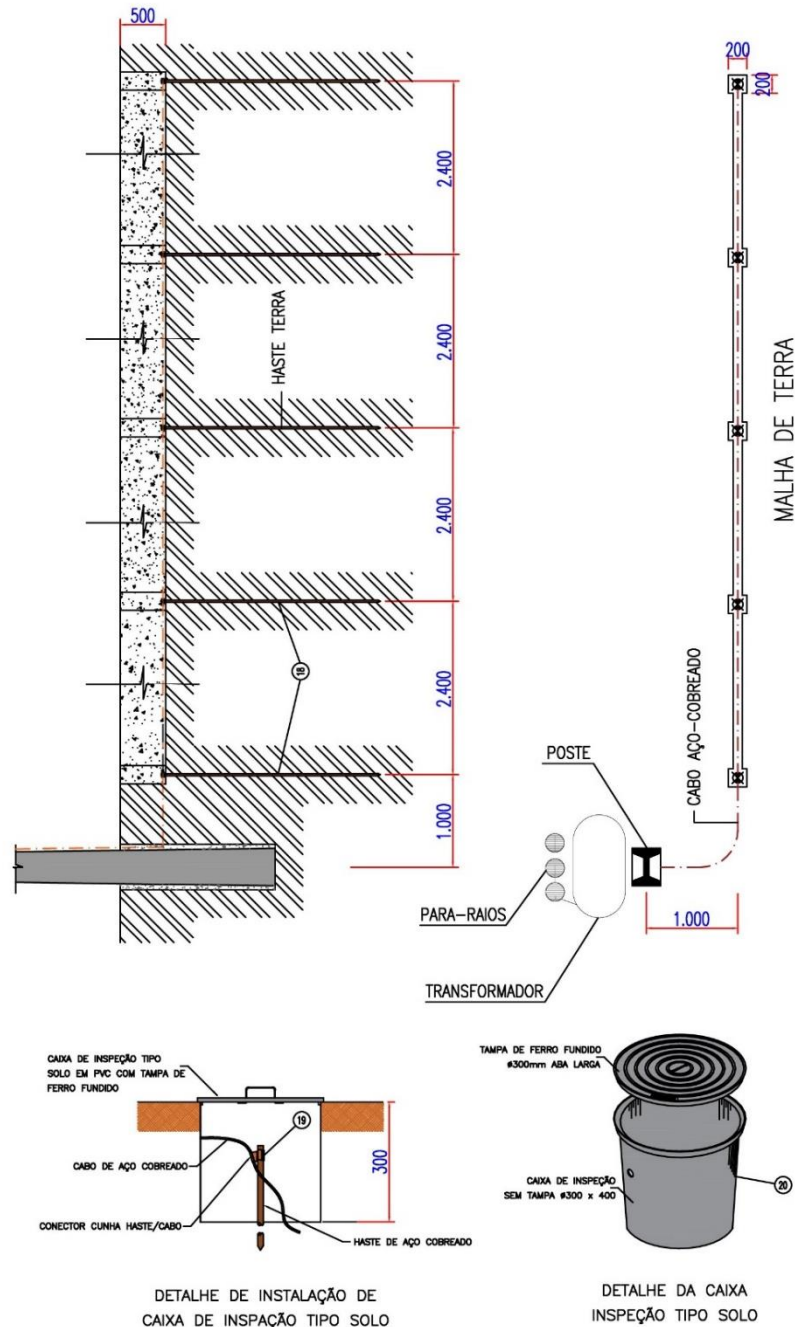 500
200
200
2.400
2.400
HASTE TERRA
2.400
2.400
18
1.000
MALHA DE TERRA
CABO AÇO-COBREADO
POSTE
PARA-RAIOS
1.000
TRANSFORMADOR
CAIXA DE INSPEÇÃO TIPO
SOLO EM PVC COM TAMPA DE
FERRO FUNDIDO
19
CABO DE AÇO COBREADO
300
CONECTOR CUNHA HASTE/CABO
HASTE DE AÇO COBREADO
DETALHE DE INSTALAÇÃO DE
CAIXA DE INSPAÇÃO TIPO SOLO
TAMPA DE FERRO FUNDIDO
ø300mm ABA LARGA
CAIXA DE INSPEÇÃO
SEM TAMPA ø300 x 400
20
DETALHE DA CAIXA
INSPEÇÃO TIPO SOLO